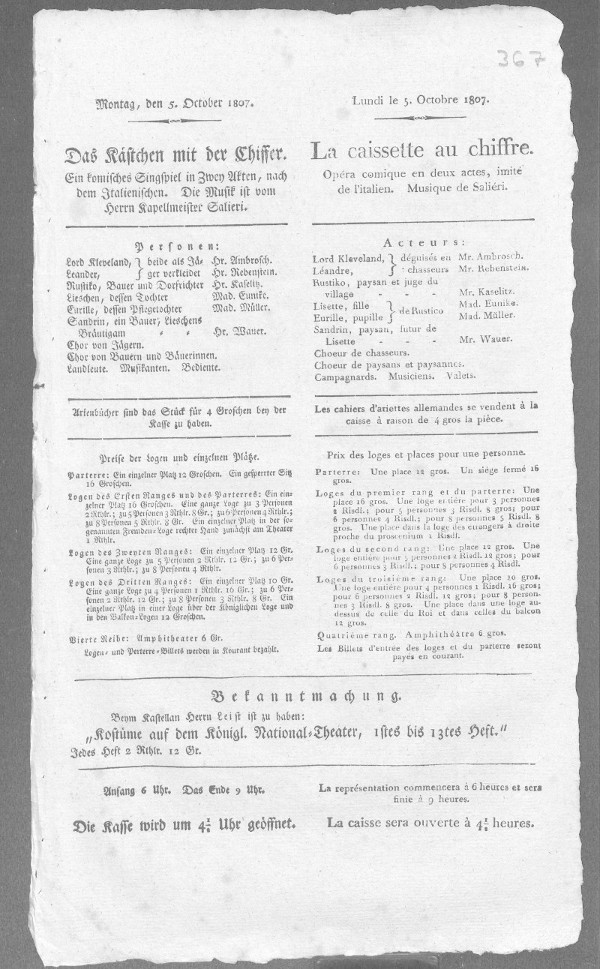 367
Montag, den 5. October 1807.
Das Kästchen mit der Chiffer.
Ein komisches Singspiel in Zwey Akten, nach
dem Italienischen. Die Musik ist vom
Herrn Kapellmeister Salieri.
Personen:
Lord Kleveland, } beide als Jä- Hr. Ambrosch.
Leander, } ger verkleidet Hr. Rebenstein.
Rustiko, Bauer und Dorfrichter Hr. Kaselitz.
Lieschen, dessen Tochter Mad. Eunike.
Eurille, dessen Pflegetochter Mad. Müller.
Sandrin, ein Bauer, Lieschens
Bräutigam - - Hr. Wauer.
Chor von Jägern.
Chor von Bauern und Bäuerinnen.
Landleute. Musikanten. Bediente.
Arienbücher sind das Stück für 4 Groschen bey der
Kasse zu haben.
Preise der Logen und einzelnen Plätze.
Parterre: Ein einzelner Platz 12 Groschen. Ein gesperrter Sitz
16 Groschen.
Logen des Ersten Ranges und des Parterres: Ein ein-
zelner Platz 16 Groschen. Eine ganze Loge zu 3 Personen
2 Rthlr.; zu 5 Personen 3 Rthlr. 8 Gr.; zu 6 Personen 4 Rthlr.;
zu 8 Personen 5 Rthlr. 8 Gr. Ein einzelner Platz in der so-
genannten Fremden-Loge rechter Hand zunächst am Theater
1 Rthlr.
Logen des Zweyten Ranges: Ein einzelner Platz 12 Gr.
Eine ganze Loge zu 5 Personen 2 Rthlr. 12 Gr.; zu 6 Per-
sonen 3 Rthlr.; zu 8 Personen 4 Rthlr.
Logen des Dritten Ranges: Ein einzelner Platz 10 Gr.
Eine ganze Loge zu 4 Personen 1 Rthlr. 16 Gr.; zu 6 Per-
sonen 2 Rthlr. 12 Gr.; zu 8 Personen 3 Rthlr. 8 Gr. Ein
einzelner Platz in einer Loge über der Königlichen Loge und
in den Balkon-Logen 12 Groschen.
Vierte Reihe: Amphitheater 6 Gr.
Logen- und Perterre-Billets werden in Kourant bezahlt.
Lundi le 5. Octobre 1807.
La caissette au chiffre.
Opéra comique en deux actes, imité
de l'italien. Musique de Saliéri.
Acteurs:
Lord Kleveland, } déguisés en Mr. Ambrosch.
Léandre, } chasseurs Mr. Rebenstein.
Rustiko, paysan et juge du
village - - - Mr. Kaselitz.
Lisette, fille } de Rustico Mad. Eunike.
Eurille, pupille } Mad. Müller.
Sandrin, paysan, futur de
Lisette - - - Mr. Wauer.
Choeur de chasseurs.
Choeur de paysans et paysannes.
Campagnards. Musiciens. Valets.
Les cahiers d'ariettes allemandes se vendent à la
caisse à raison de 4 gros la pièce.
Prix des loges et places pour une personne.
Parterre: Une place 12 gros. Un siége fermé 16
gros.
Loges du premier rang et du parterre: Une
place 16 gros. Une loge entière pour 3 personnes
2 Risdl.; pour 5 personnes 3 Risdl. 8 gros; pour
6 personnes 4 Risdl.; pour 8 personnes 5 Risdl. 8
gros. Une place dans la loge des étrangers à droite
proche du proscenium 1 Risdl.
Loges du second rang: Une place 12 gros. Une
loge entière pour 5 personnes 2 Risdl. 12 gros; pour
6 personnes 3 Risdl.; pour 8 personnes 4 Risdl.
Loges du troisième rang: Une place 10 gros.
Une loge entière pour 4 personnes 1 Risdl. 16 gros;
pour 6 personnes 2 Risdl. 12 gros; pour 8 person-
nes 3 Risdl. 8 gros. Une place dans une loge au-
dessus de celle du Roi et dans celles du balcon
12 gros.
Quatrième rang. Amphithéâtre 6 gros.
Les Billets d'entrée des loges et du parterre seront
payés en courant.
Bekanntmachung.
Beym Kastellan Herrn Leist ist zu haben:
„Kostüme auf dem Königl. National-Theater, 1stes bis 13tes Heft."
Jedes Heft 2 Rthlr. 12 Gr.
Anfang 6 Uhr. Das Ende 9 Uhr.
Die Kasse wird um 4½ Uhr geöffnet.
La représentation commencera à 6 heures et sera
finie à 9 heures.
La caisse sera ouverte à 4½ heures.